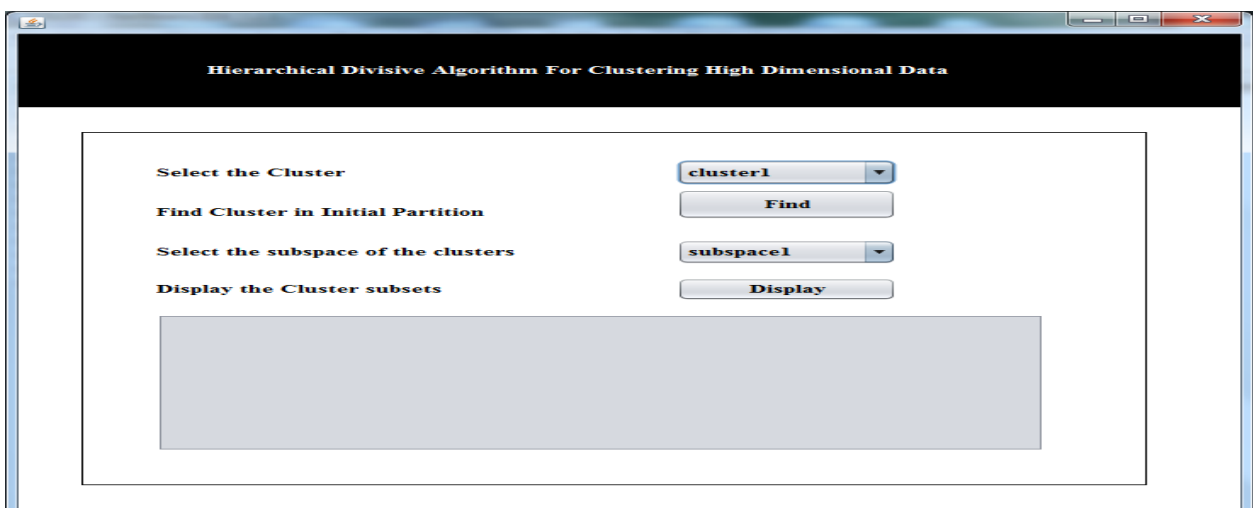 Hierarchical Divisive Algorithm For Clustering High Dimensional Data
Select the Cluster
cluster1
Find Cluster in Initial Partition
Find
Select the subspace of the clusters
subspace1
Display the Cluster subsets
Display